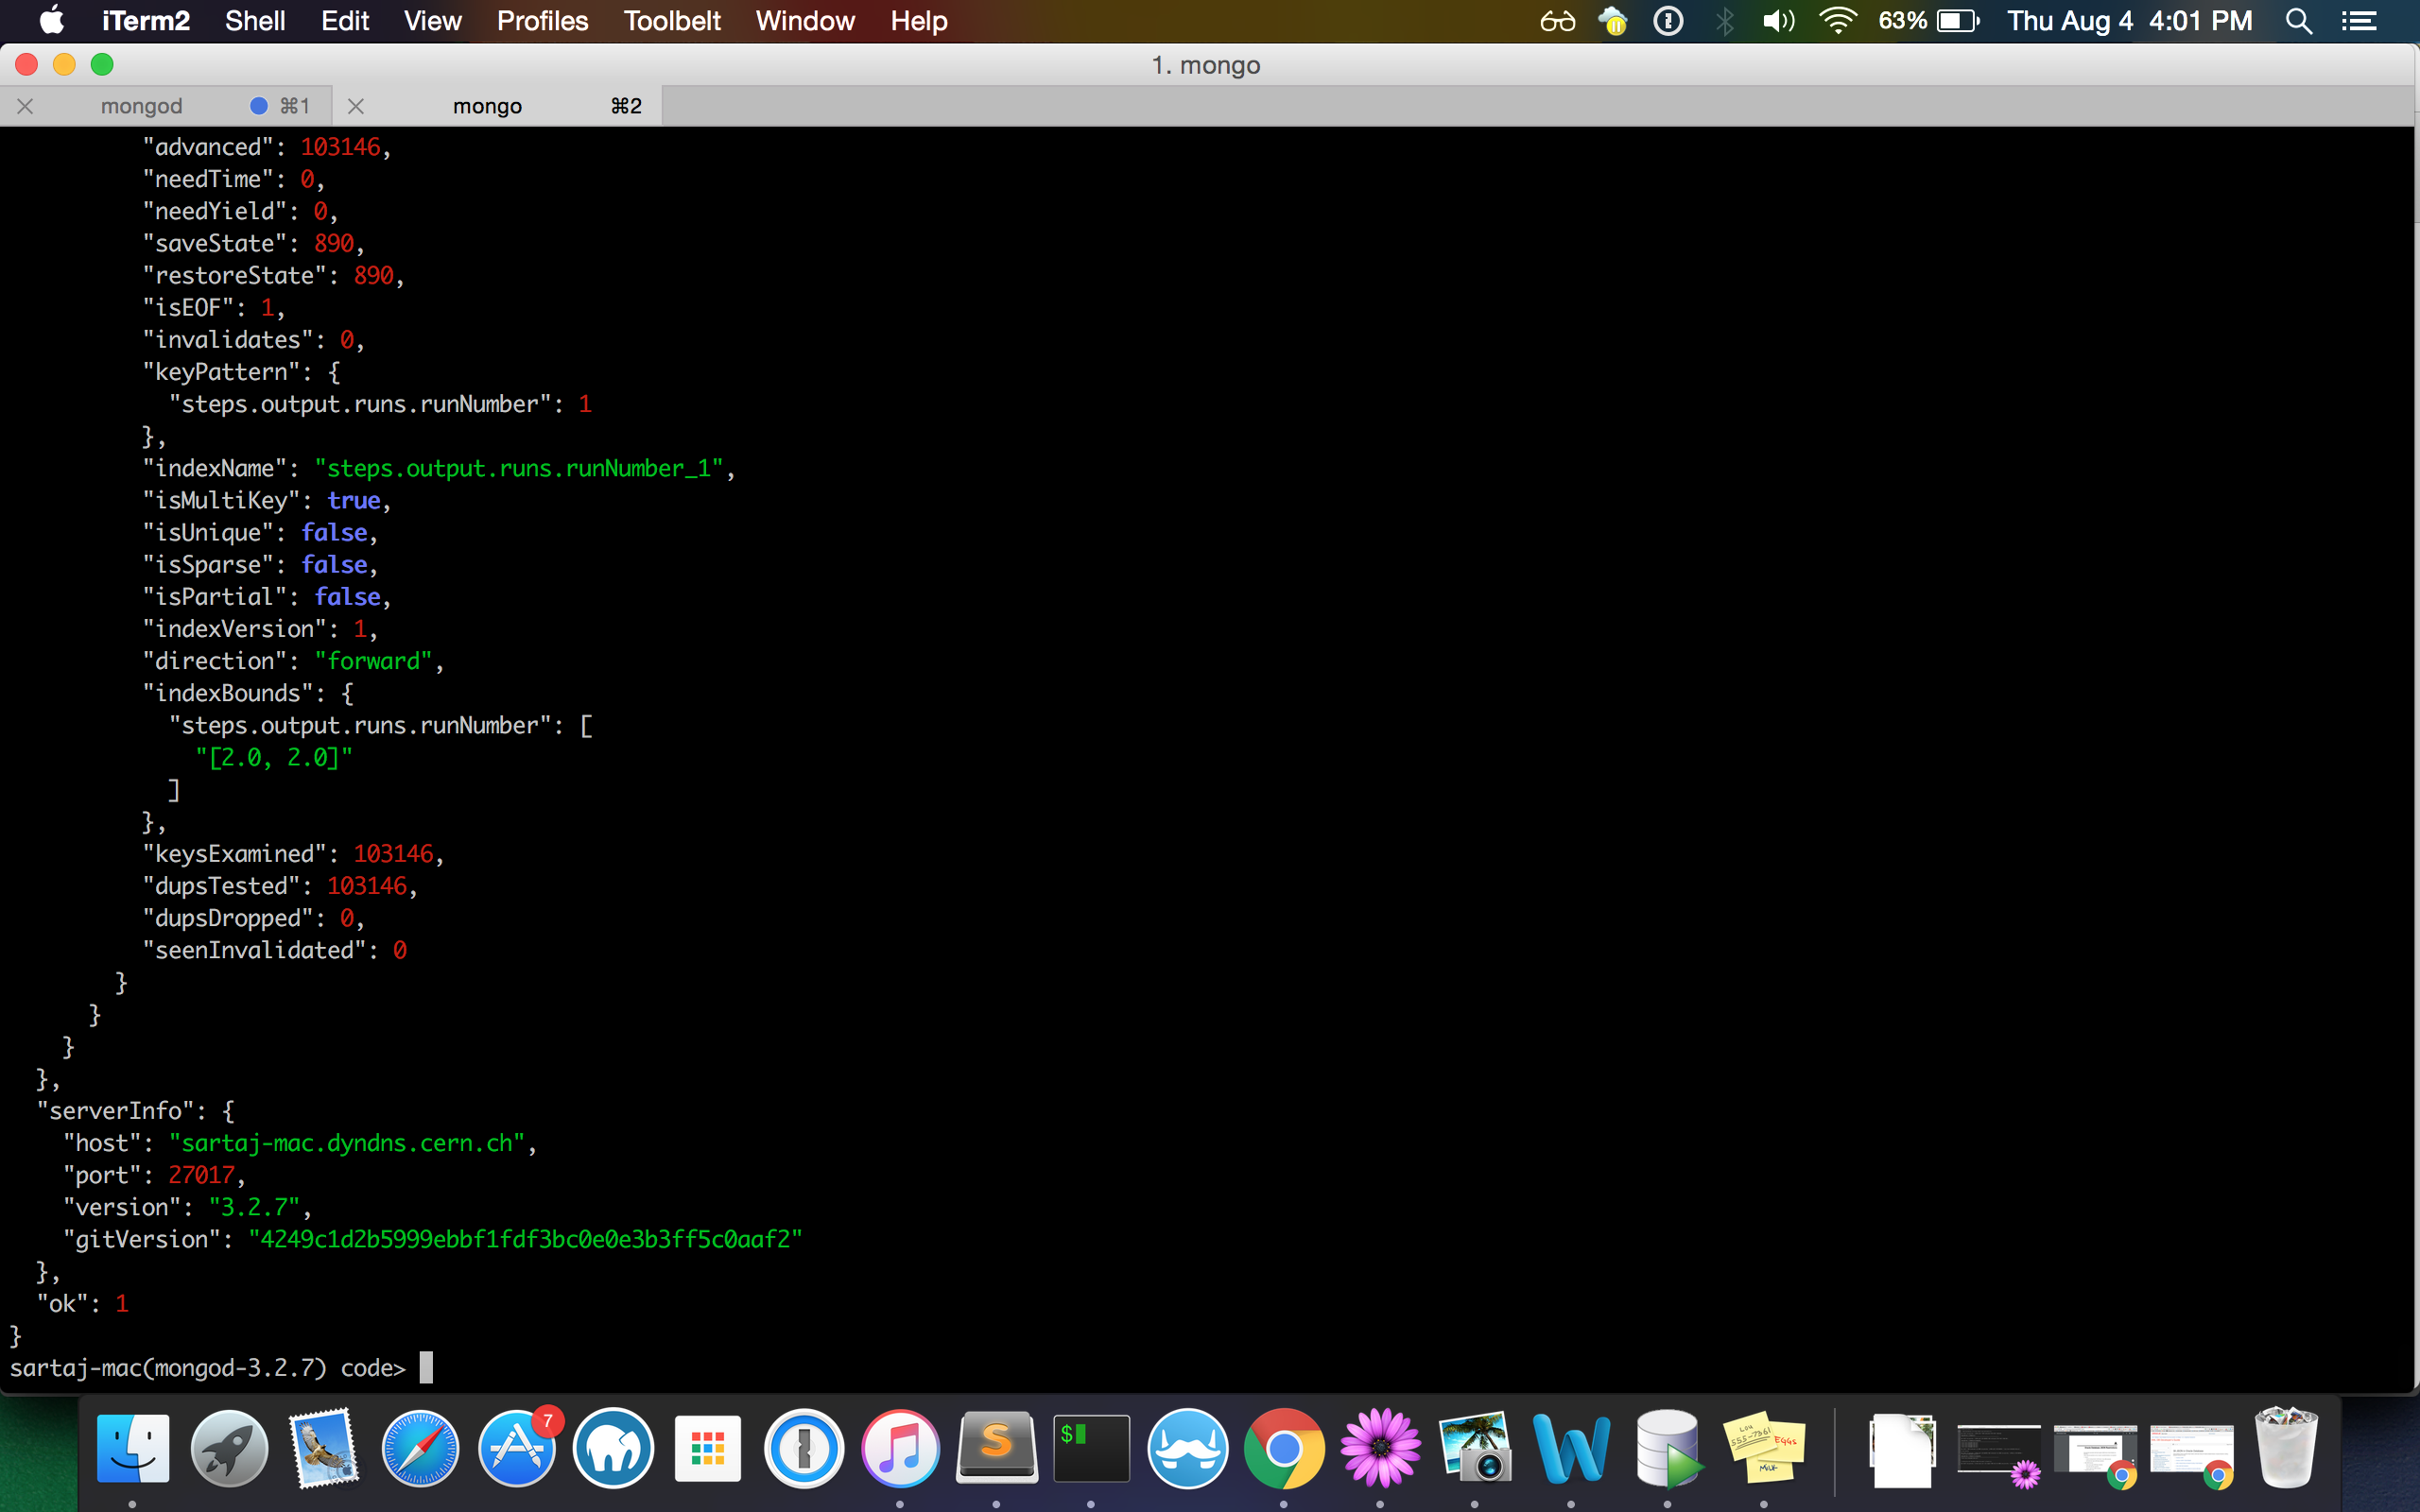 iTerm2 Shell Edit View Profiles Toolbelt Window Help 63% Thu Aug 4 4:01 PM
1. mongo
mongod ⌘1 mongo ⌘2
"advanced": 103146,
"needTime": 0,
"needYield": 0,
"saveState": 890,
"restoreState": 890,
"isEOF": 1,
"invalidates": 0,
"keyPattern": {
"steps.output.runs.runNumber": 1
},
"indexName": "steps.output.runs.runNumber_1",
"isMultiKey": true,
"isUnique": false,
"isSparse": false,
"isPartial": false,
"indexVersion": 1,
"direction": "forward",
"indexBounds": {
"steps.output.runs.runNumber": [
"[2.0, 2.0]"
]
},
"keysExamined": 103146,
"dupsTested": 103146,
"dupsDropped": 0,
"seenInvalidated": 0
}
}
}
},
"serverInfo": {
"host": "sartaj-mac.dyndns.cern.ch",
"port": 27017,
"version": "3.2.7",
"gitVersion": "4249c1d2b5999ebbf1fdf3bc0e0e3b3ff5c0aaf2"
},
"ok": 1
}
sartaj-mac(mongod-3.2.7) code>
7
S
$
EGGS
MILK